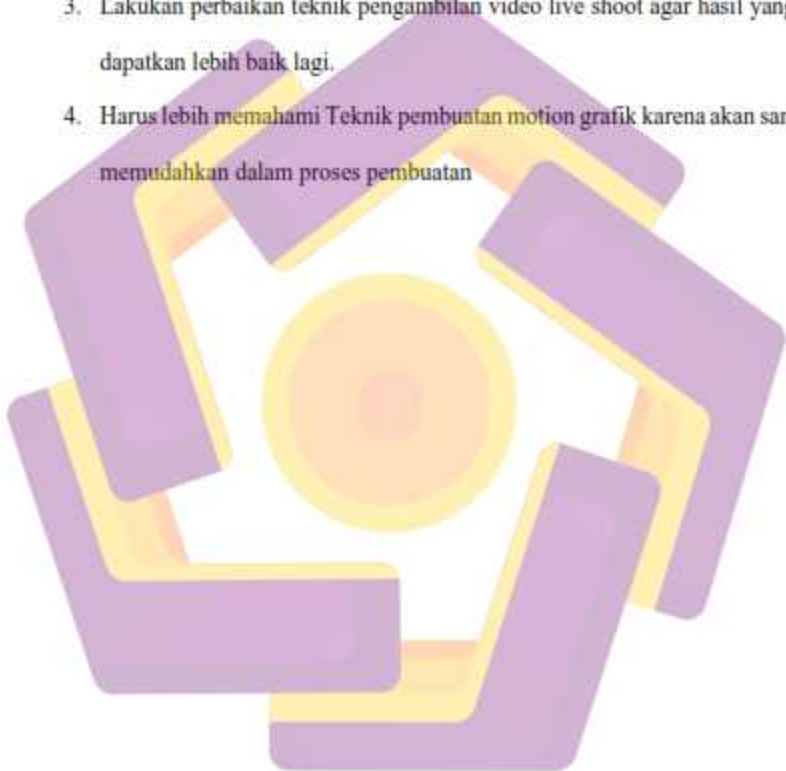 3. Lakukan perbaikan teknik pengambilan video live shoot agar hasil yang
dapatkan lebih baik lagi.
4. Harus lebih memahami Teknik pembuatan motion grafik karena akan
memudahkan dalam proses pembuatan